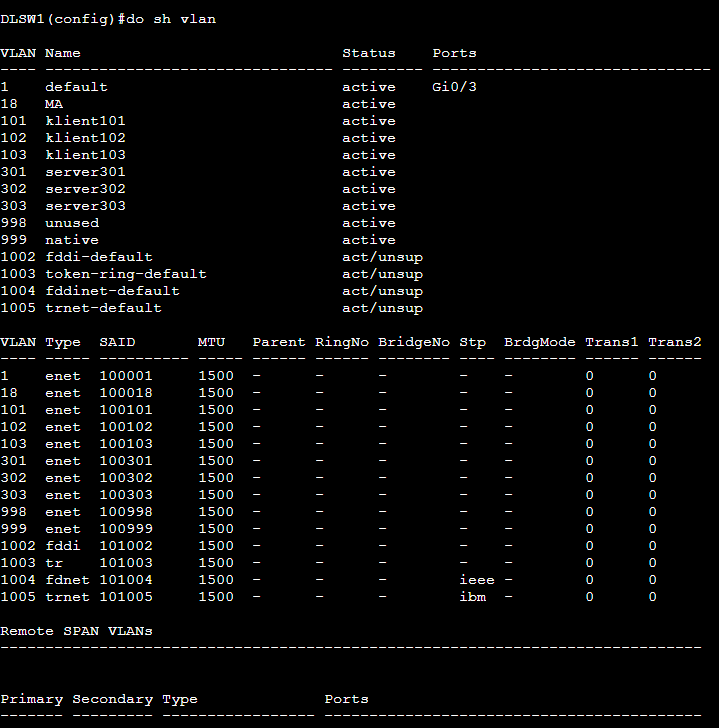 DLSW1(config)#do sh vlan
VLAN Name                             Status    Ports
---- -------------------------------- --------- -------------------------------
1    default                          active    Gi0/3
18   MA                               active
101  klient101                        active
102  klient102                        active
103  klient103                        active
301  server301                        active
302  server302                        active
303  server303                        active
998  unused                           active
999  native                           active
1002 fddi-default                     act/unsup
1003 token-ring-default               act/unsup
1004 fddinet-default                  act/unsup
1005 trnet-default                    act/unsup
VLAN Type  SAID       MTU   Parent RingNo BridgeNo Stp  BrdgMode Trans1 Trans2
---- ----- ---------- ----- ------ ------ -------- ---- -------- ------ ------
1    enet  100001     1500  -      -      -        -    -        0      0
18   enet  100018     1500  -      -      -        -    -        0      0
101  enet  100101     1500  -      -      -        -    -        0      0
102  enet  100102     1500  -      -      -        -    -        0      0
103  enet  100103     1500  -      -      -        -    -        0      0
301  enet  100301     1500  -      -      -        -    -        0      0
302  enet  100302     1500  -      -      -        -    -        0      0
303  enet  100303     1500  -      -      -        -    -        0      0
998  enet  100998     1500  -      -      -        -    -        0      0
999  enet  100999     1500  -      -      -        -    -        0      0
1002 fddi  101002     1500  -      -      -        -    -        0      0
1003 tr    101003     1500  -      -      -        -    -        0      0
1004 fdnet 101004     1500  -      -      -        ieee -        0      0
1005 trnet 101005     1500  -      -      -        ibm  -        0      0
Remote SPAN VLANs
------------------------------------------------------------------------------
Primary Secondary Type              Ports
------- --------- ----------------- ------------------------------------------